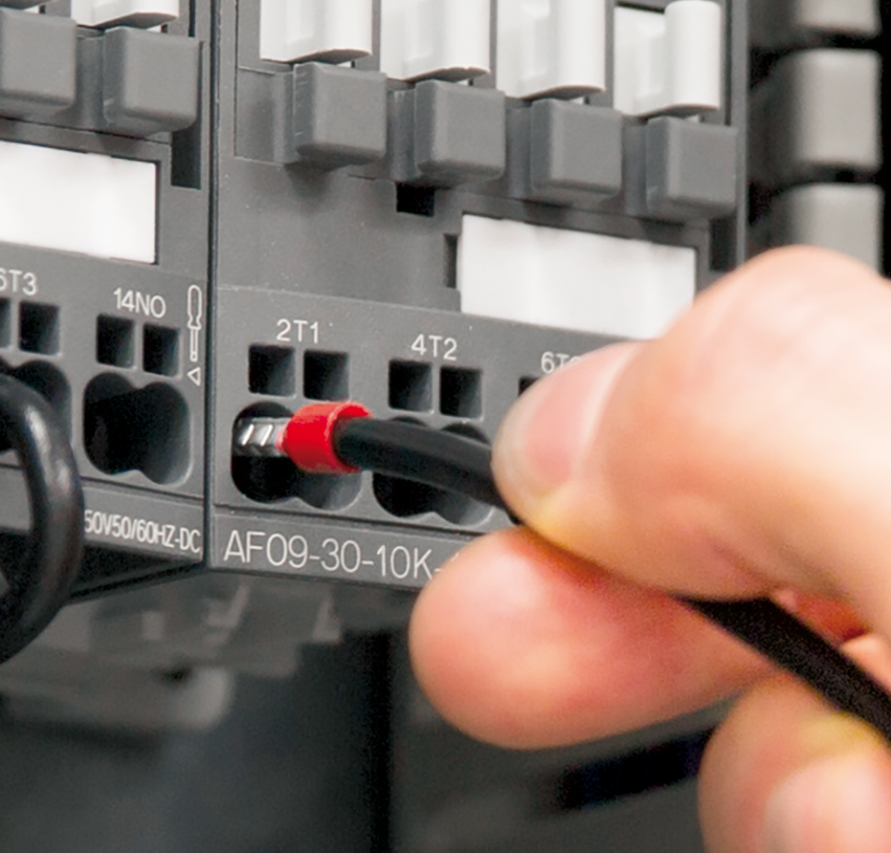 6T3
14NO
2T1
4T2
50V50/60HZ-DC
AF09-30-10K-